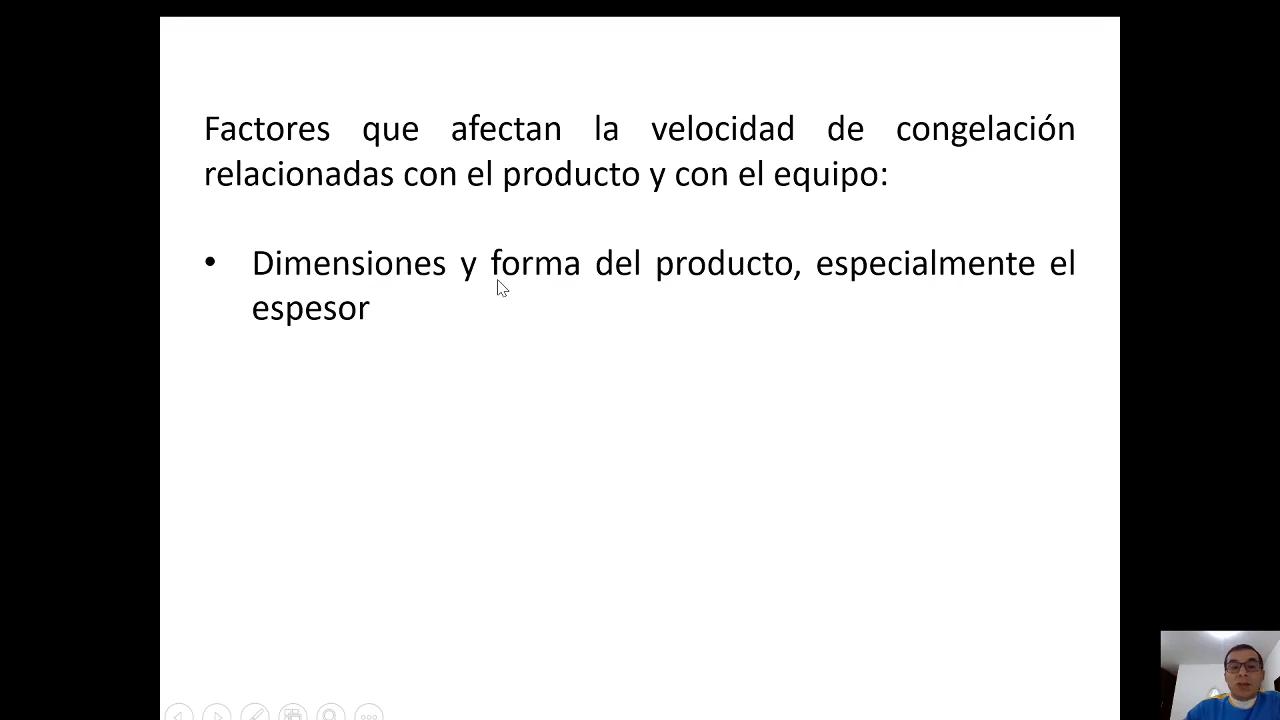 Factores que afectan la velocidad de congelación
relacionadas con el producto y con el equipo:
• Dimensiones y forma del producto, especialmente el
espesor